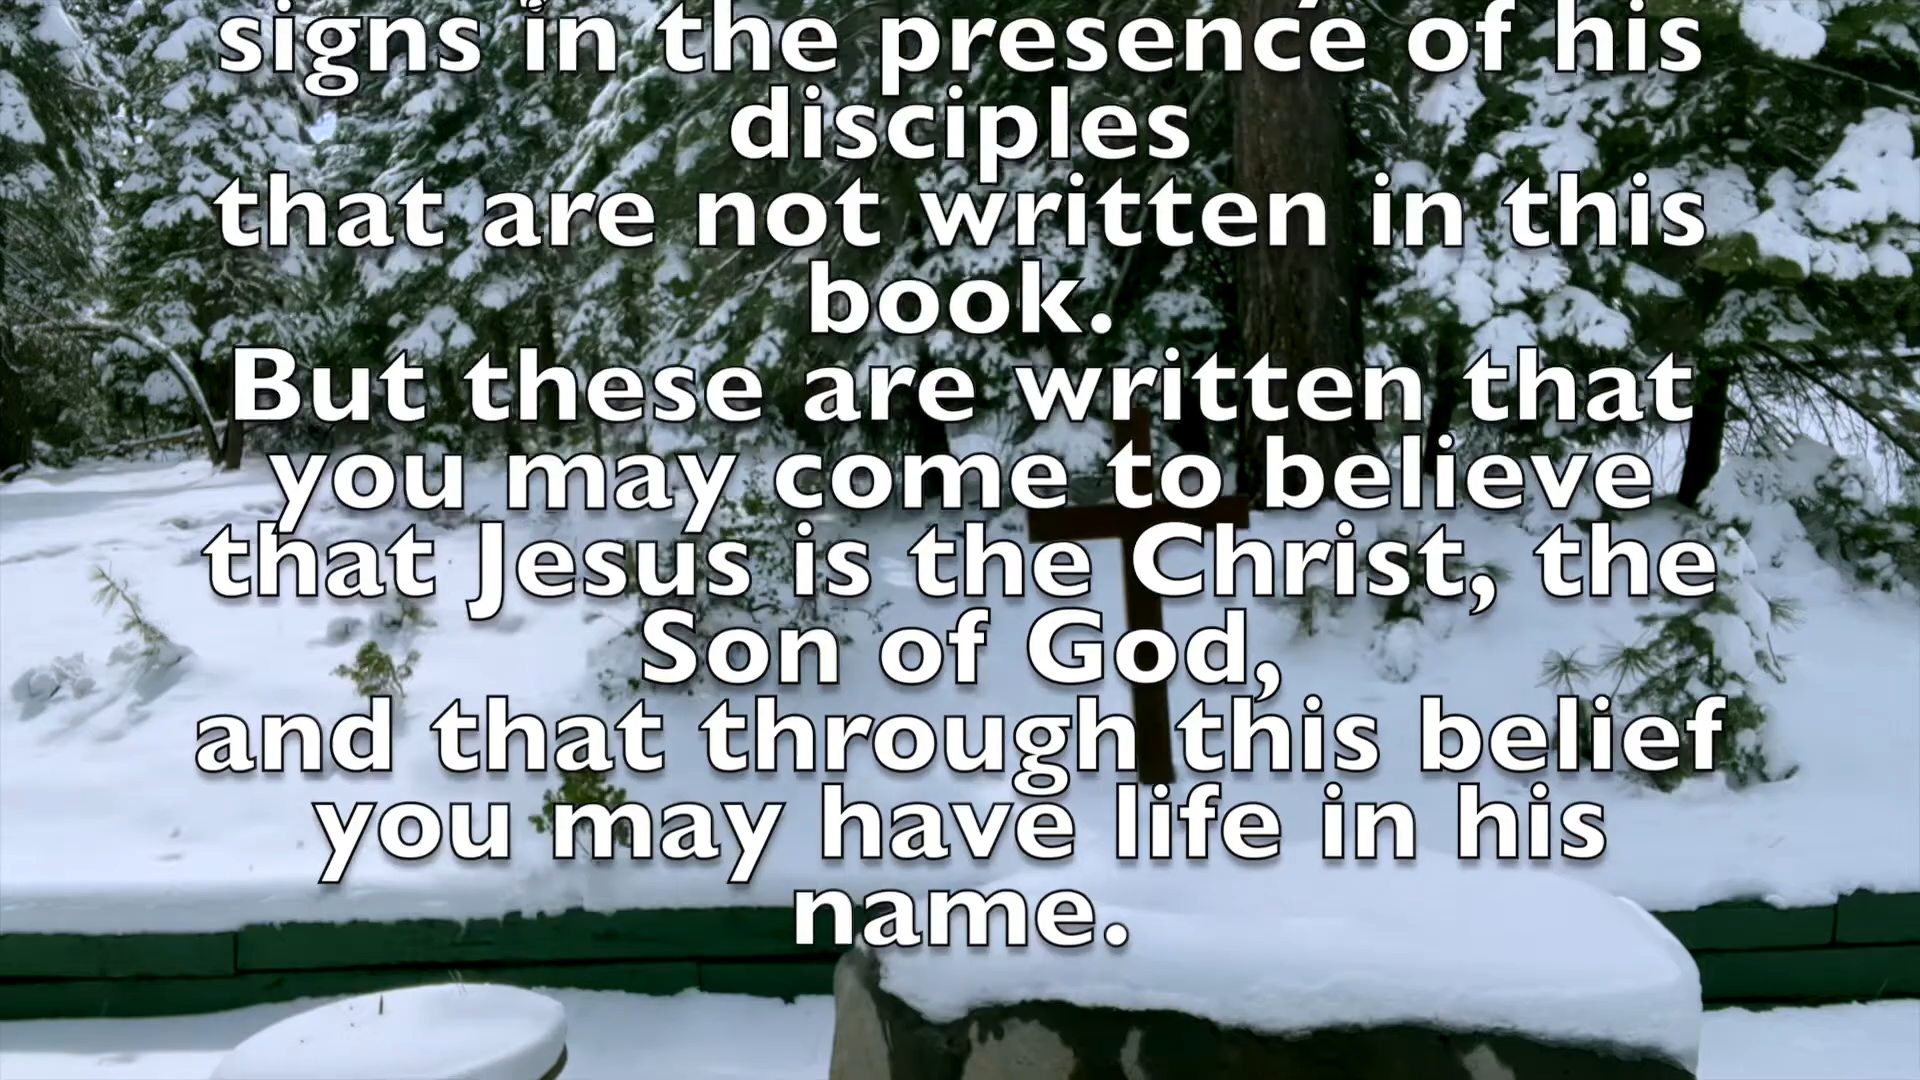 signs in the presence of his
disciples
that are not written in this
book.
But these are written that
you may come to believe
that Jesus is the Christ, the
Son of God,
and that through this belief
you may have life in his
name.